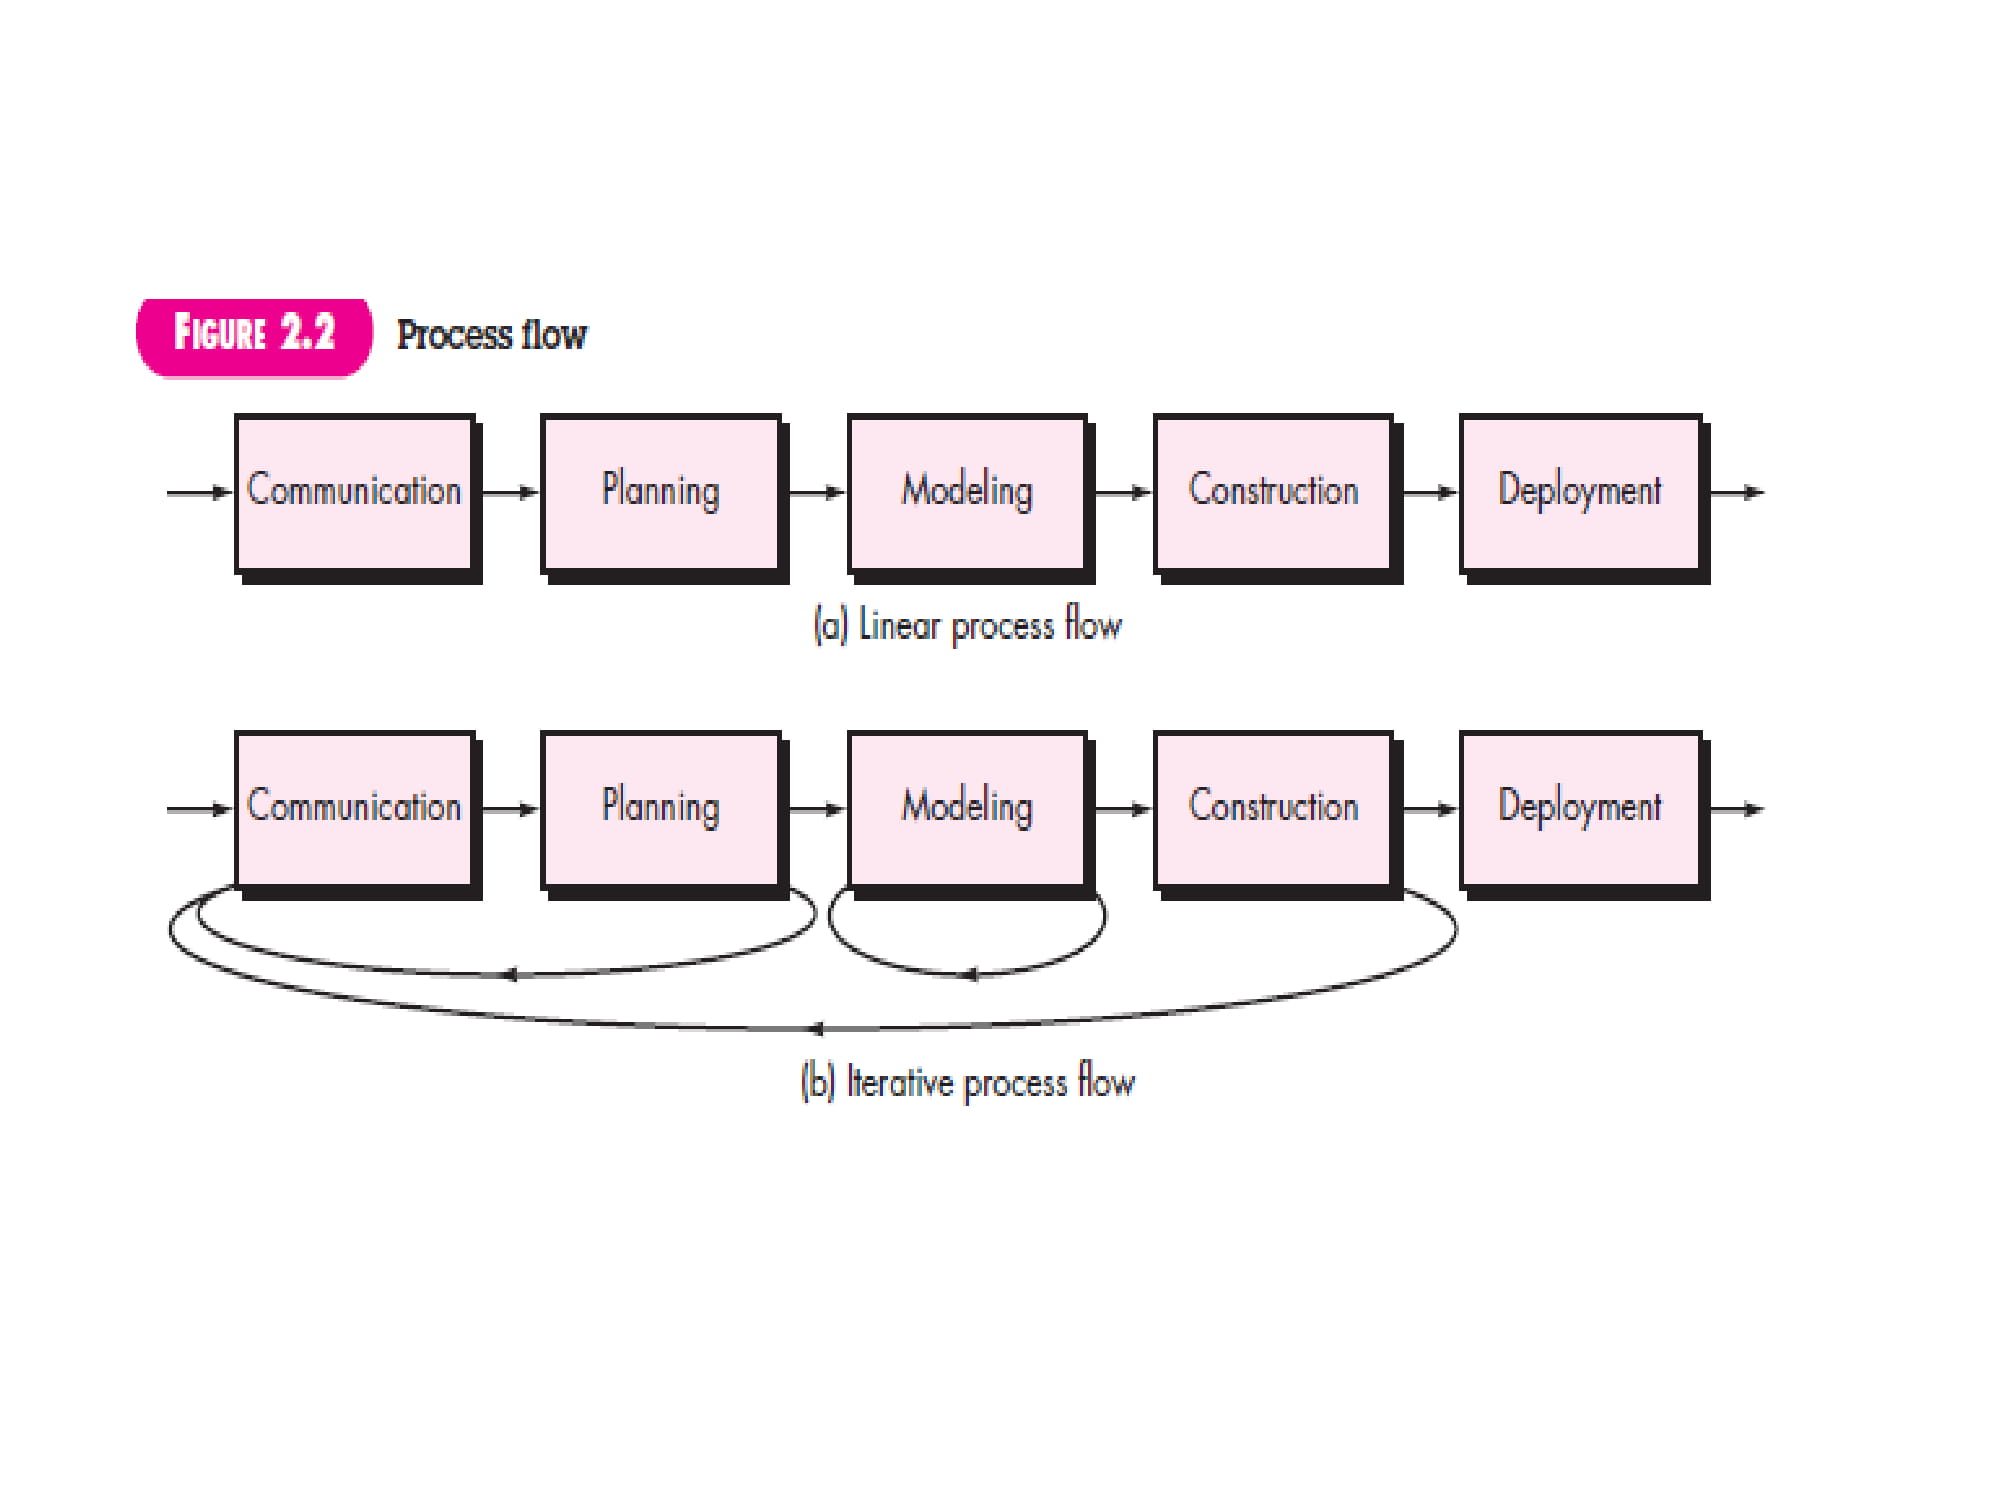 FIGURE 2.2 Process flow
Communication Planning Modeling Construction Deployment
(a) Linear process flow
Communication Planning Modeling Construction Deployment
(b) Iterative process flow